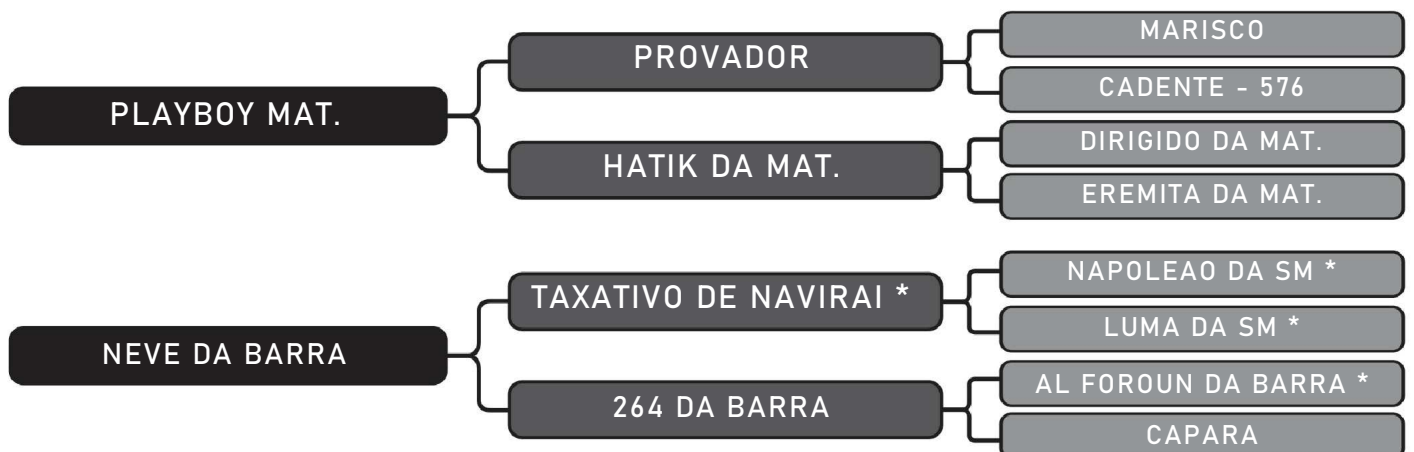 MARISCO
PROVADOR
CADENTE - 576
PLAYBOY MAT.
DIRIGIDO DA MAT.
HATIK DA MAT.
EREMITA DA MAT.
NAPOLEAO DA SM *
TAXATIVO DE NAVIRAI *
LUMA DA SM *
NEVE DA BARRA
AL FOROUN DA BARRA *
264 DA BARRA
CAPARA